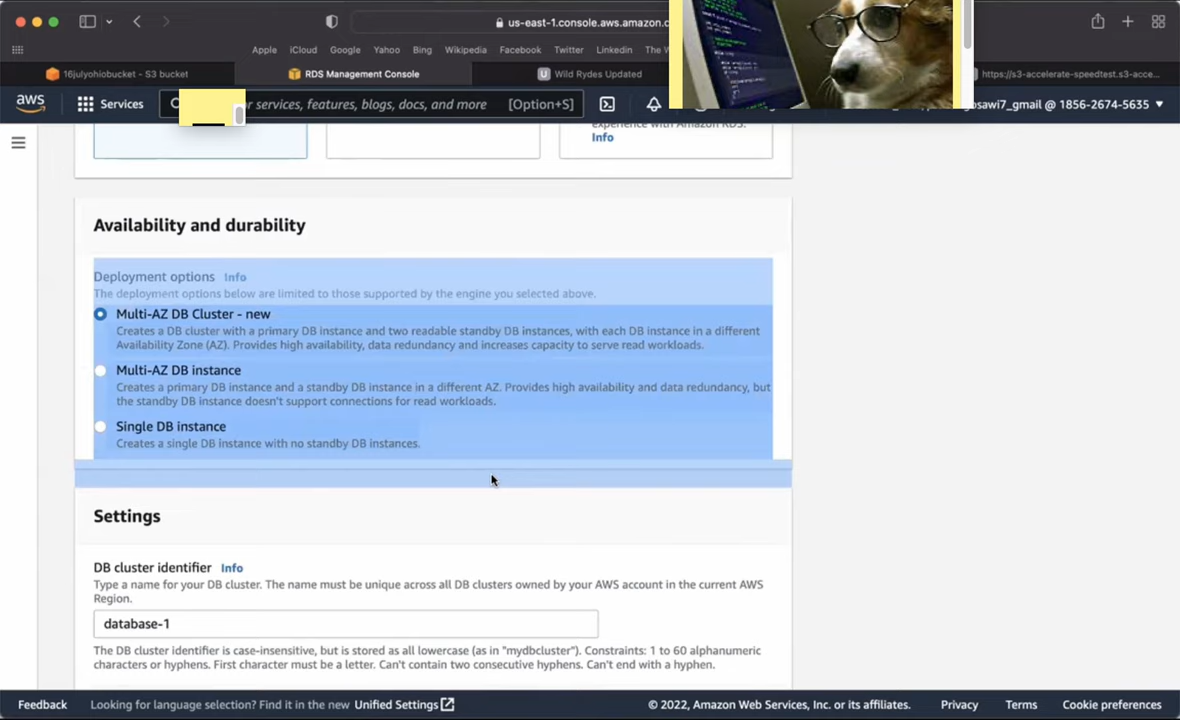 us-east-1.console.aws.amazon.c
Apple iCloud Google Yahoo Bing Wikipedia Facebook Twitter Linkedin The W
16julyohiobucket - S3 bucket RDS Management Console Wild Rydes Updated https://s3-accelerate-speedtest.s3-acce...
aws Services r services, features, blogs, docs, and more [Option+S] gosawi7_gmail @ 1856-2674-5635
experience with Amazon RDS.
Info
Availability and durability
Deployment options Info
The deployment options below are limited to those supported by the engine you selected above.
Multi-AZ DB Cluster - new
Creates a DB cluster with a primary DB instance and two readable standby DB instances, with each DB instance in a different
Availability Zone (AZ). Provides high availability, data redundancy and increases capacity to serve read workloads.
Multi-AZ DB instance
Creates a primary DB instance and a standby DB instance in a different AZ. Provides high availability and data redundancy, but
the standby DB instance doesn't support connections for read workloads.
Single DB instance
Creates a single DB instance with no standby DB instances.
Settings
DB cluster identifier Info
Type a name for your DB cluster. The name must be unique across all DB clusters owned by your AWS account in the current AWS
Region.
database-1
The DB cluster identifier is case-insensitive, but is stored as all lowercase (as in "mydbcluster"). Constraints: 1 to 60 alphanumeric
characters or hyphens. First character must be a letter. Can't contain two consecutive hyphens. Can't end with a hyphen.
Feedback Looking for language selection? Find it in the new Unified Settings © 2022, Amazon Web Services, Inc. or its affiliates. Privacy Terms Cookie preferences